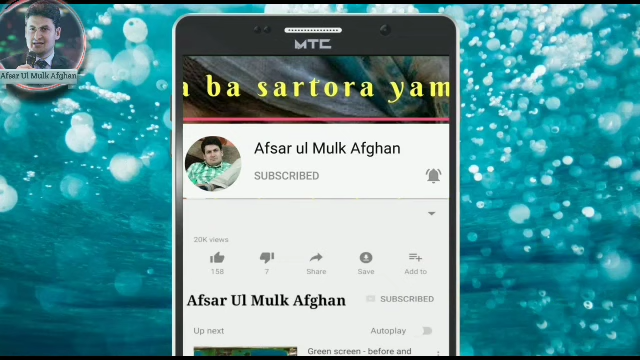 MTC
a ba sartora yam
Afsar Ul Mulk Afghan
Afsar ul Mulk Afghan
SUBSCRIBED
20K views
158
7
Share
Save
Add to
Afsar Ul Mulk Afghan
SUBSCRIBED
Up next
Autoplay
Green screen - before and